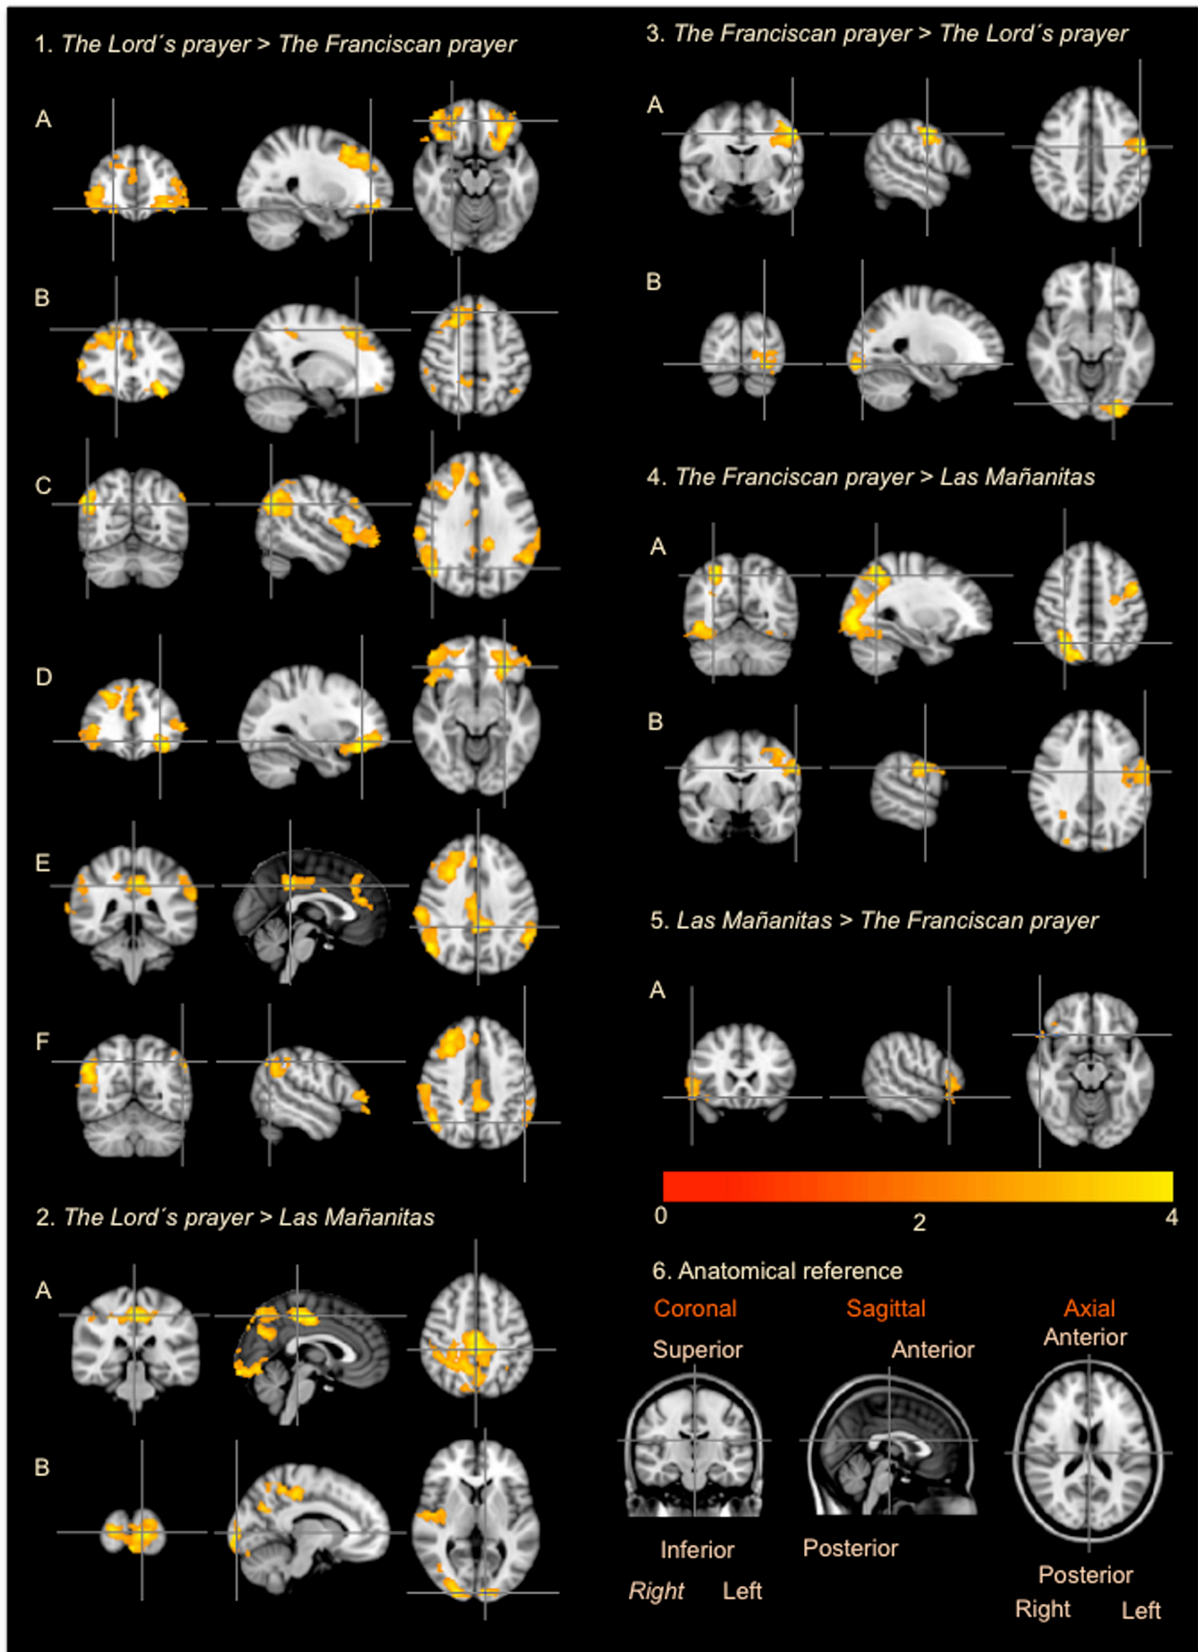 1. The Lord´s prayer > The Franciscan prayer
A
B
C
D
E
F
2. The Lord´s prayer > Las Mañanitas
A
B
3. The Franciscan prayer > The Lord´s prayer
A
B
4. The Franciscan prayer > Las Mañanitas
A
B
5. Las Mañanitas > The Franciscan prayer
A
0 2 4
6. Anatomical reference
Coronal Sagittal Axial
Superior Anterior Anterior
Inferior Posterior Posterior
Right Left Right Left